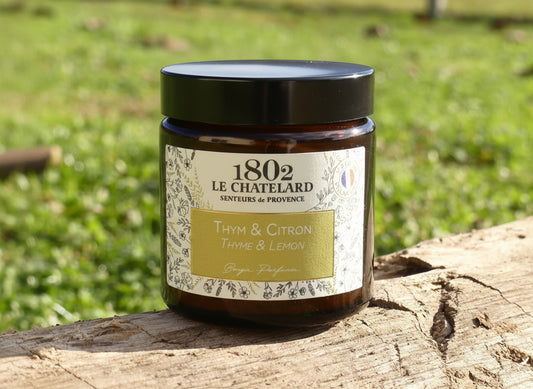 1802
LE CHATELARD
SENTEURS de PROVENCE
THYM & CITRON
THYME & LEMON
Bougie Parfumée